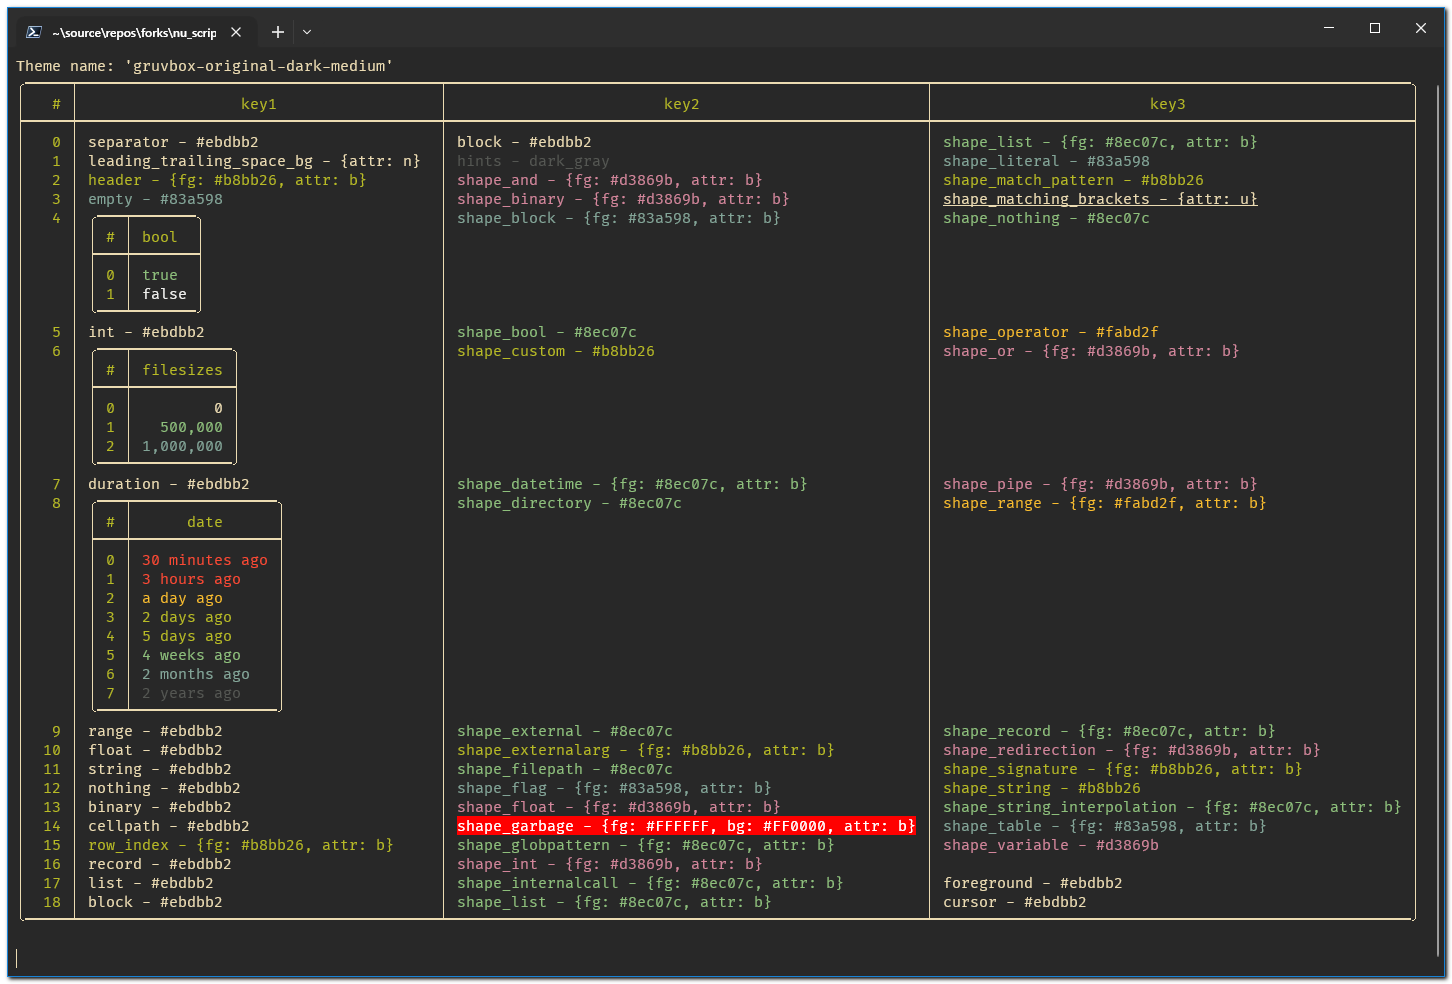 ~\source\repos\forks\nu_scrip
Theme name: 'gruvbox-original-dark-medium'
# key1 key2 key3
0 separator - #ebdbb2 block - #ebdbb2 shape_list - {fg: #8ec07c, attr: b}
1 leading_trailing_space_bg - {attr: n} hints - dark_gray shape_literal - #83a598
2 header - {fg: #b8bb26, attr: b} shape_and - {fg: #d3869b, attr: b} shape_match_pattern - #b8bb26
3 empty - #83a598 shape_binary - {fg: #d3869b, attr: b} shape_matching_brackets - {attr: u}
4 shape_block - {fg: #83a598, attr: b} shape_nothing - #8ec07c
# bool
0 true
1 false
5 int - #ebdbb2 shape_bool - #8ec07c shape_operator - #fabd2f
6 shape_custom - #b8bb26 shape_or - {fg: #d3869b, attr: b}
# filesizes
0 0
1 500,000
2 1,000,000
7 duration - #ebdbb2 shape_datetime - {fg: #8ec07c, attr: b} shape_pipe - {fg: #d3869b, attr: b}
8 shape_directory - #8ec07c shape_range - {fg: #fabd2f, attr: b}
# date
0 30 minutes ago
1 3 hours ago
2 a day ago
3 2 days ago
4 5 days ago
5 4 weeks ago
6 2 months ago
7 2 years ago
9 range - #ebdbb2 shape_external - #8ec07c shape_record - {fg: #8ec07c, attr: b}
10 float - #ebdbb2 shape_externalarg - {fg: #b8bb26, attr: b} shape_redirection - {fg: #d3869b, attr: b}
11 string - #ebdbb2 shape_filepath - #8ec07c shape_signature - {fg: #b8bb26, attr: b}
12 nothing - #ebdbb2 shape_flag - {fg: #83a598, attr: b} shape_string - #b8bb26
13 binary - #ebdbb2 shape_float - {fg: #d3869b, attr: b} shape_string_interpolation - {fg: #8ec07c, attr: b}
14 cellpath - #ebdbb2 shape_garbage - {fg: #FFFFFF, bg: #FF0000, attr: b} shape_table - {fg: #83a598, attr: b}
15 row_index - {fg: #b8bb26, attr: b} shape_globpattern - {fg: #8ec07c, attr: b} shape_variable - #d3869b
16 record - #ebdbb2 shape_int - {fg: #d3869b, attr: b}
17 list - #ebdbb2 shape_internalcall - {fg: #8ec07c, attr: b} foreground - #ebdbb2
18 block - #ebdbb2 shape_list - {fg: #8ec07c, attr: b} cursor - #ebdbb2